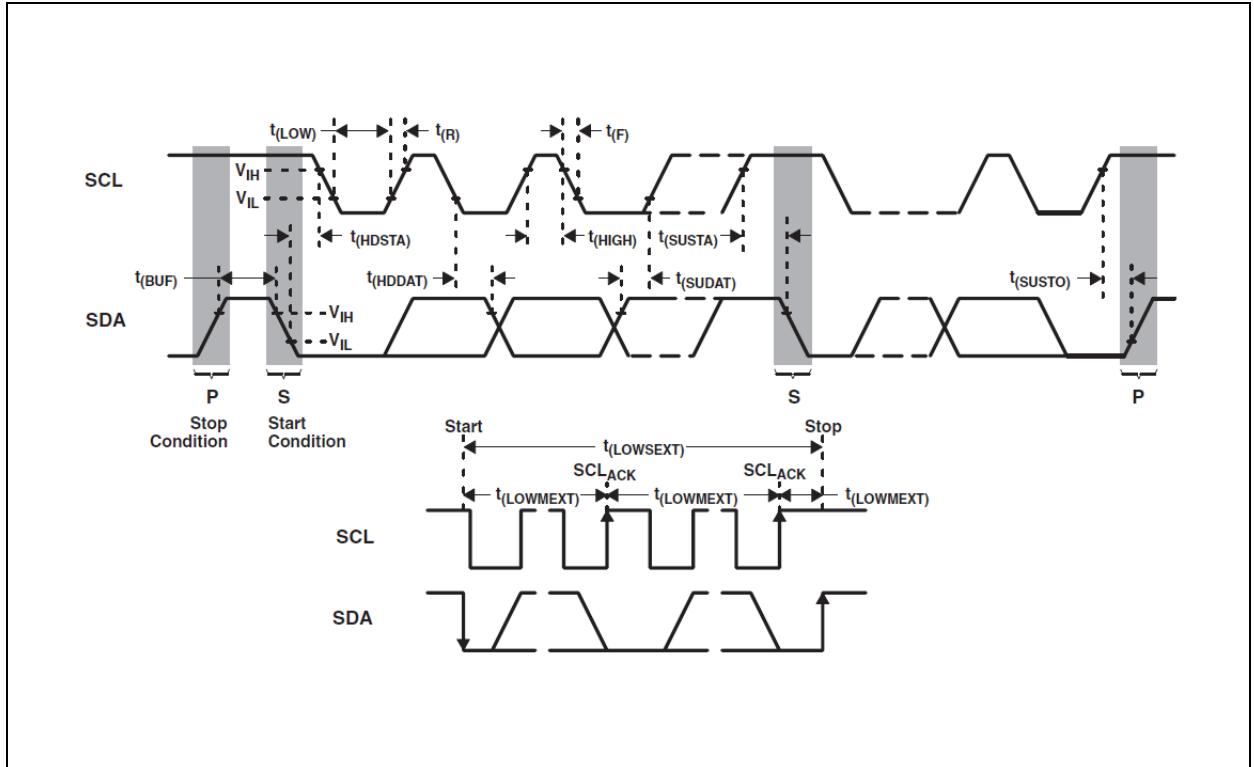 t(LOW)
t(R)
t(F)
SCL
VIH
VIL
t(HDSTA)
t(HIGH)
t(SUSTA)
t(BUF)
t(HDDAT)
t(SUDAT)
t(SUSTO)
SDA
VIH
VIL
P
S
S
P
Stop
Condition
Start
Condition
Start
Stop
t(LOWSEXT)
SCLACK
SCLACK
t(LOWMEXT)
t(LOWMEXT)
t(LOWMEXT)
SCL
SDA